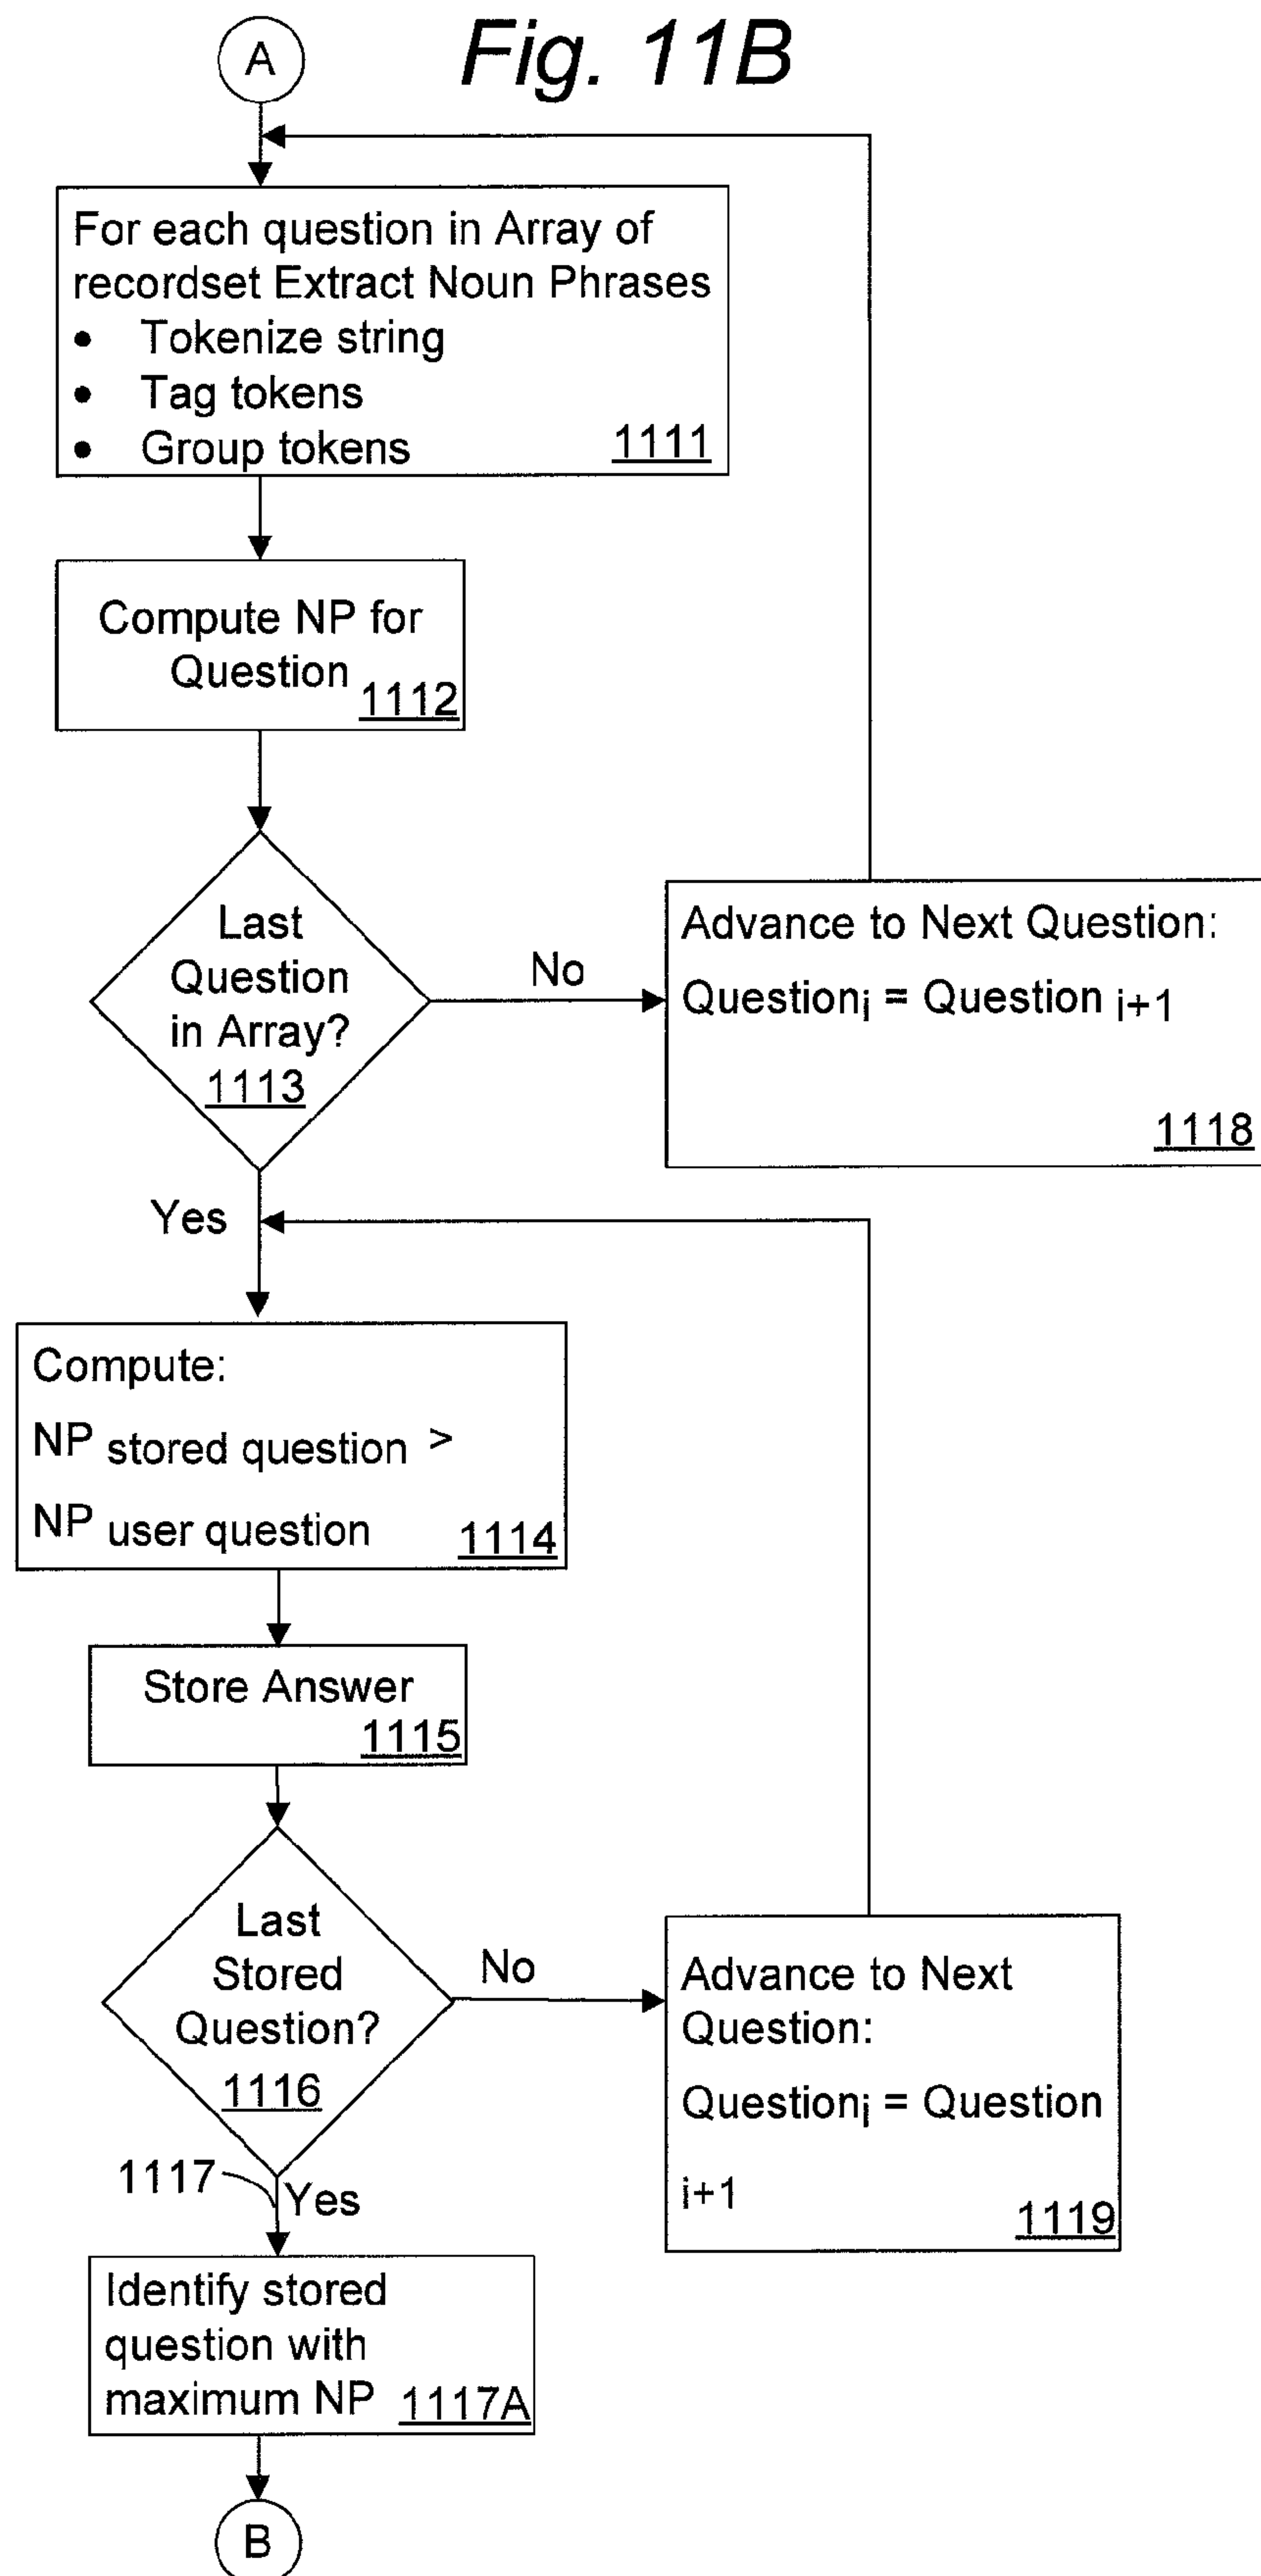 Fig. 11B
A
For each question in Array of
recordset Extract Noun Phrases
• Tokenize string
• Tag tokens
• Group tokens 1111
Compute NP for
Question 1112
Last
Question
in Array?
1113
No
Advance to Next Question:
Questioni = Question i+1
1118
Yes
Compute:
NP stored question >
NP user question 1114
Store Answer
1115
Last
Stored
Question?
1116
No
Advance to Next
Question:
Questioni = Question
i+1
1119
1117
Yes
Identify stored
question with
maximum NP 1117A
B